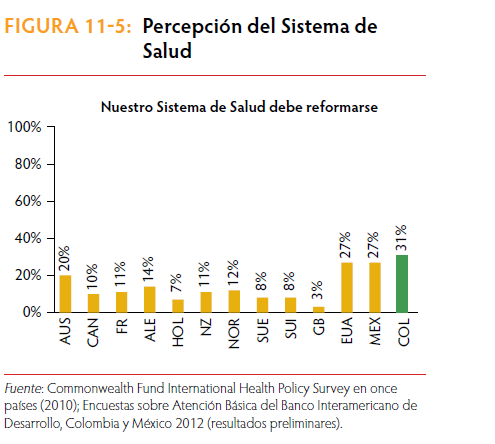 FIGURA 11-5: Percepción del Sistema de
Salud
Nuestro Sistema de Salud debe reformarse
100%
80%
60%
40%
20%
0%
20%
10%
11%
14%
7%
11%
12%
8%
8%
3%
27%
27%
31%
AUS
CAN
FR
ALE
HOL
NZ
NOR
SUE
SUI
GB
EUA
MEX
COL
Fuente: Commonwealth Fund International Health Policy Survey en once
países (2010); Encuestas sobre Atención Básica del Banco Interamericano de
Desarrollo, Colombia y México 2012 (resultados preliminares).